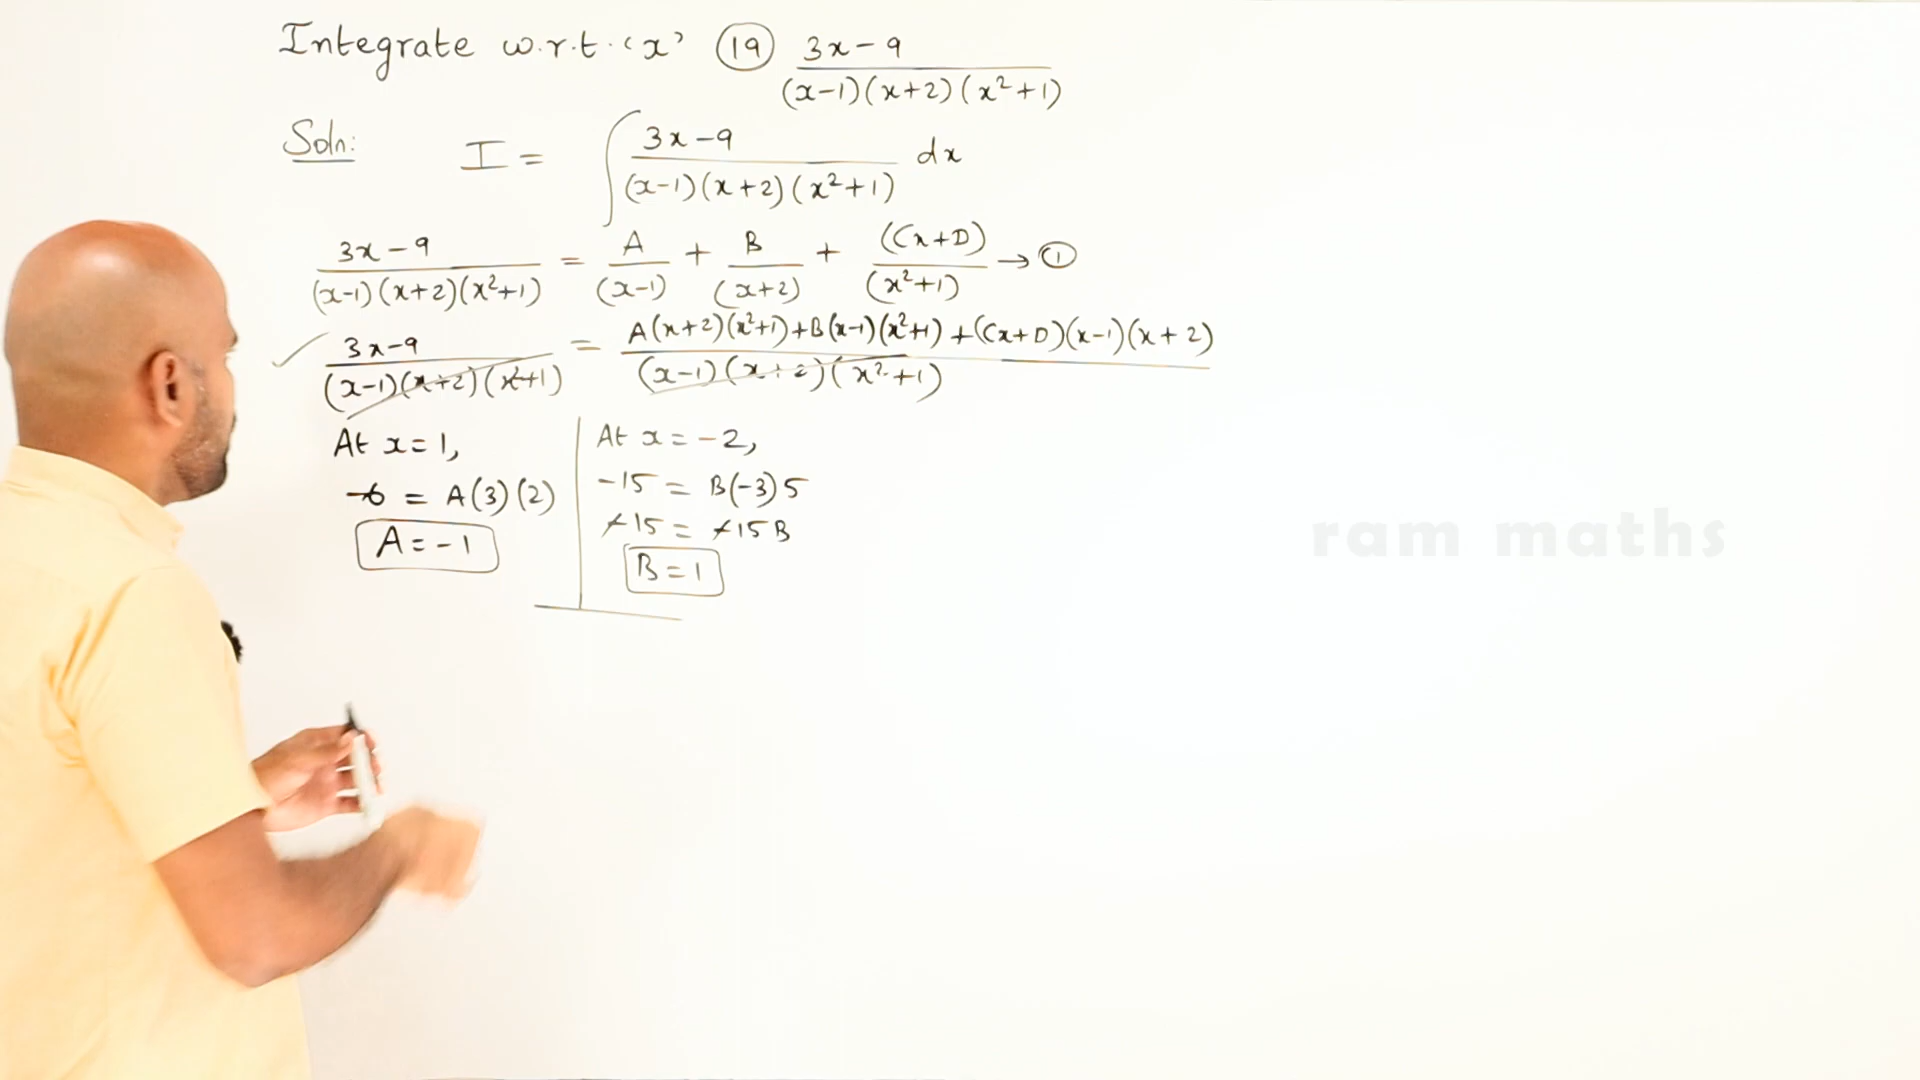 Integrate w.r.t. 'x' (19) 3x-9 / (x-1)(x+2)(x²+1)
Soln: I = ∫ 3x-9 / (x-1)(x+2)(x²+1) dx
3x-9 / (x-1)(x+2)(x²+1) = A / (x-1) + B / (x+2) + (Cx+D) / (x²+1) → ①
✓ 3x-9 / (x-1)(x+2)(x²+1) = A(x+2)(x²+1)+B(x-1)(x²+1)+(Cx+D)(x-1)(x+2) / (x-1)(x+2)(x²+1)
At x=1,
-6 = A(3)(2)
A=-1
At x=-2,
-15 = B(-3)5
-15 = -15B
B=1
ram maths